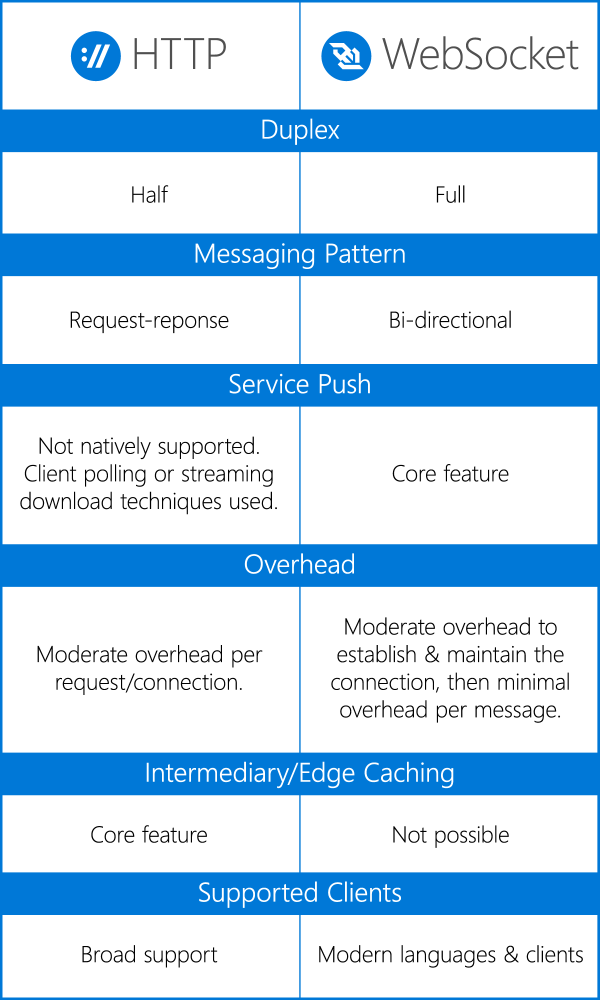 HTTP
WebSocket
Duplex
Half
Full
Messaging Pattern
Request-reponse
Bi-directional
Service Push
Not natively supported.
Client polling or streaming
download techniques used.
Core feature
Overhead
Moderate overhead per
request/connection.
Moderate overhead to
establish & maintain the
connection, then minimal
overhead per message.
Intermediary/Edge Caching
Core feature
Not possible
Supported Clients
Broad support
Modern languages & clients